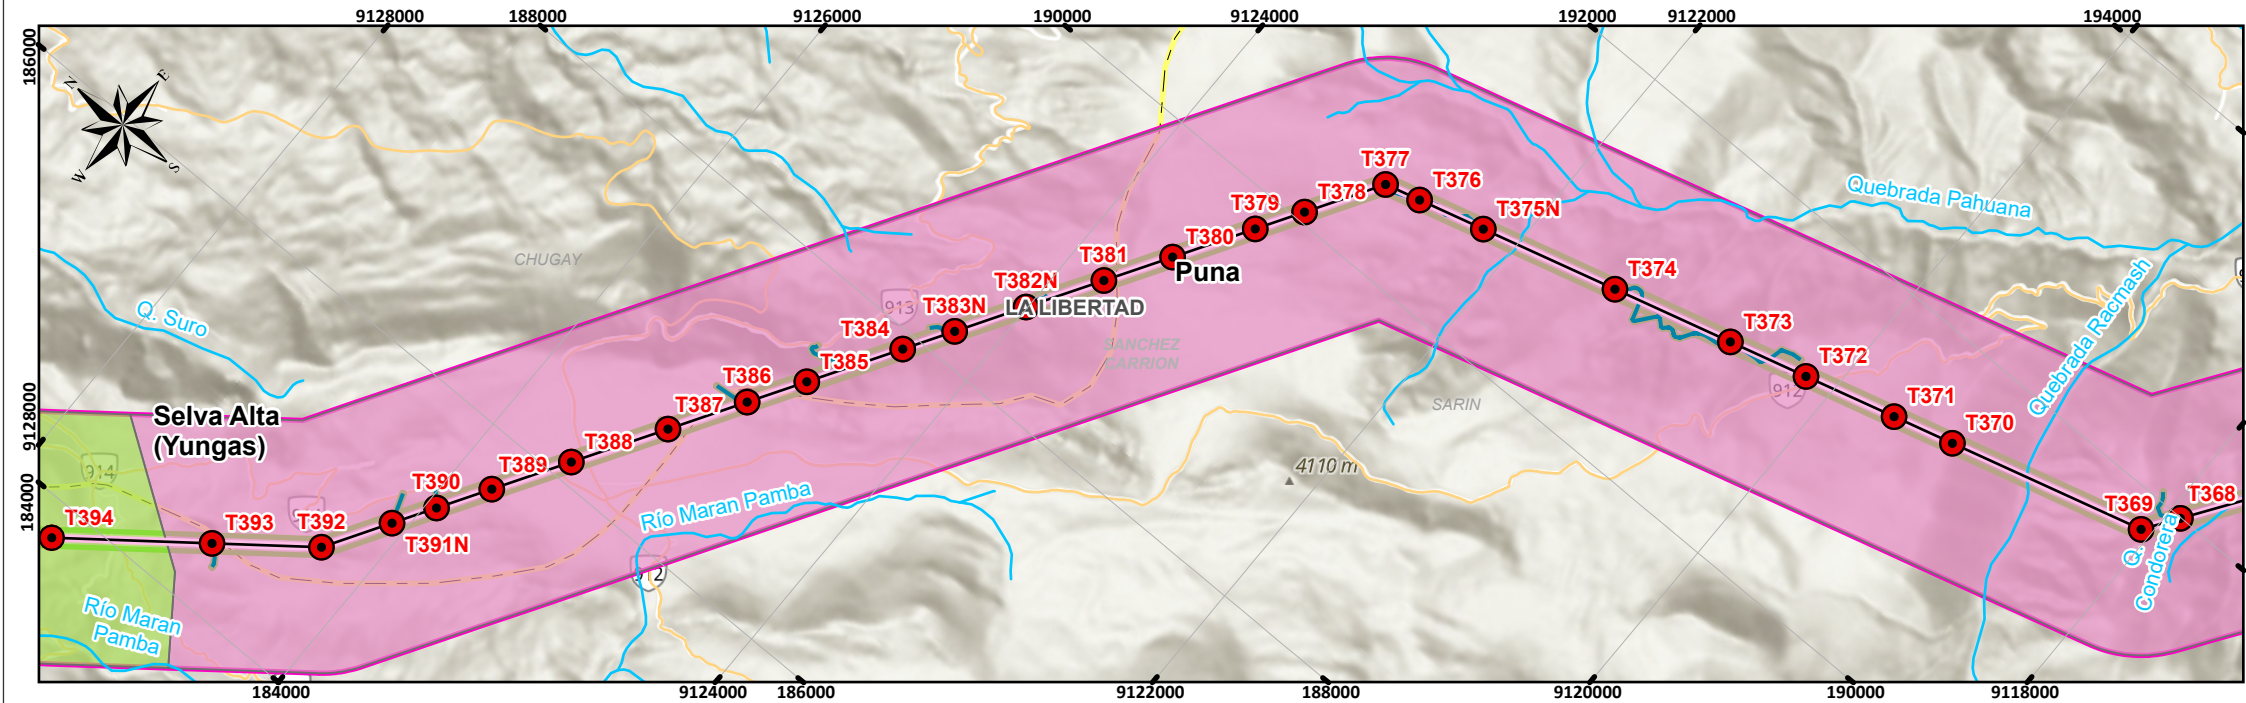 9128000
188000
9126000
190000
9124000
192000
9122000
194000
186000
N
E
W
S
T377
T376
T378
T379
T375N
Quebrada Pahuana
T380
T381
Puna
CHUGAY
T382N
LA LIBERTAD
913
T383N
T374
Q. Suro
T384
SANCHEZ
CARRION
T373
Quebrada Racmash
T385
T372
T386
912
9128000
Selva Alta
(Yungas)
T387
SARIN
T371
T388
T370
914
T389
4110 m
184000
T390
Río Maran Pamba
T368
T369
T394
T393
T392
T391N
Q.
Condorera
912
Río Maran
Pamba
184000
9124000
186000
9122000
188000
9120000
190000
9118000